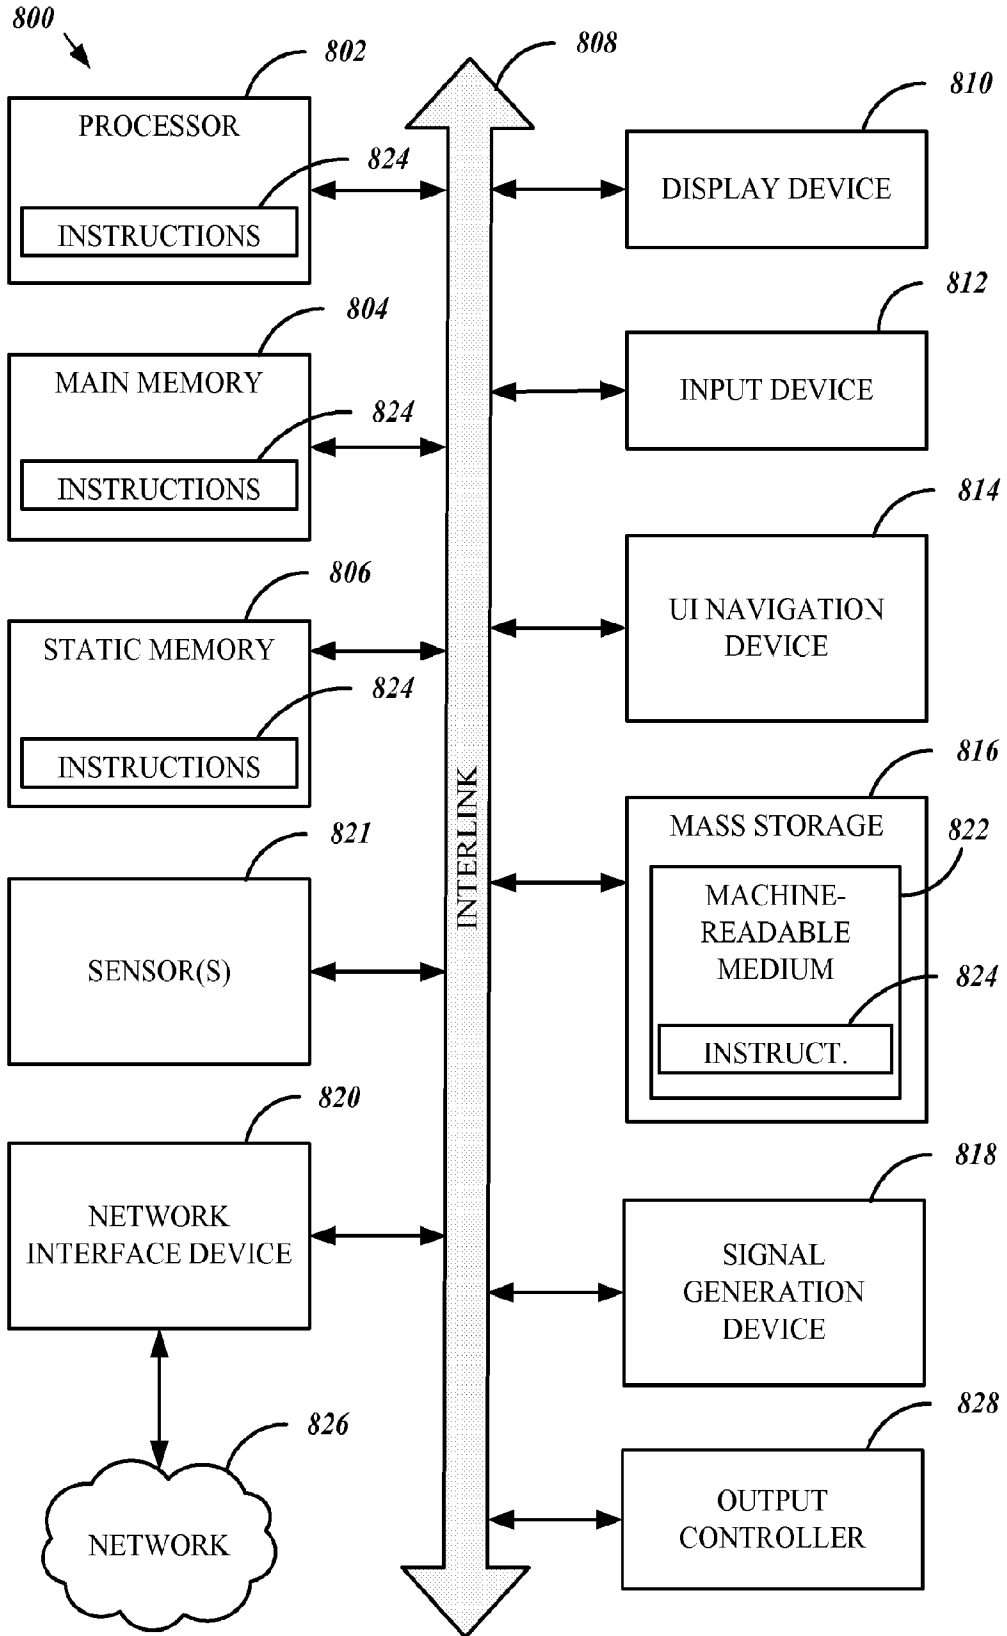 800
802
PROCESSOR
824
INSTRUCTIONS
804
MAIN MEMORY
824
INSTRUCTIONS
806
STATIC MEMORY
824
INSTRUCTIONS
821
SENSOR(S)
820
NETWORK
INTERFACE DEVICE
826
NETWORK
808
INTERLINK
810
DISPLAY DEVICE
812
INPUT DEVICE
814
UI NAVIGATION
DEVICE
816
MASS STORAGE
822
MACHINE-
READABLE
MEDIUM
824
INSTRUCT.
818
SIGNAL
GENERATION
DEVICE
828
OUTPUT
CONTROLLER